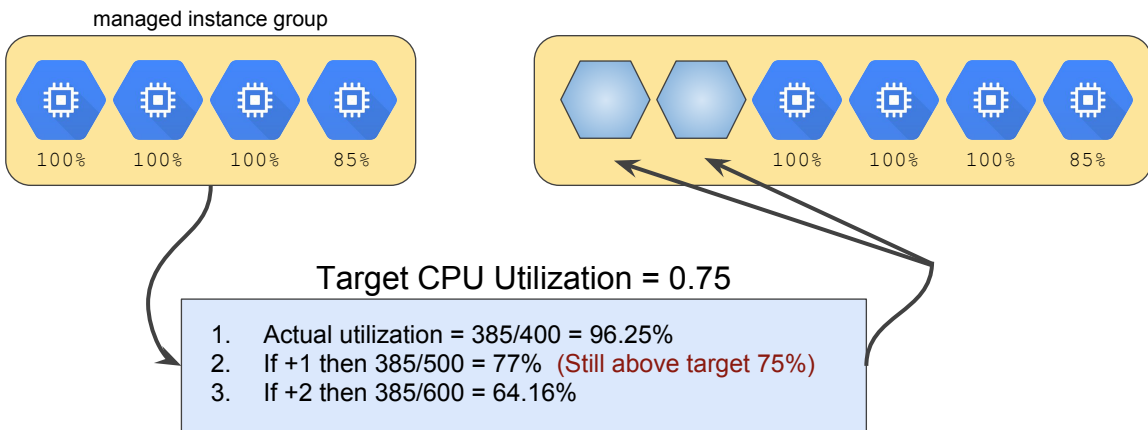 managed instance group
100% 100% 100% 85%
100% 100% 100% 85%
Target CPU Utilization = 0.75
1. Actual utilization = 385/400 = 96.25%
2. If +1 then 385/500 = 77% (Still above target 75%)
3. If +2 then 385/600 = 64.16%